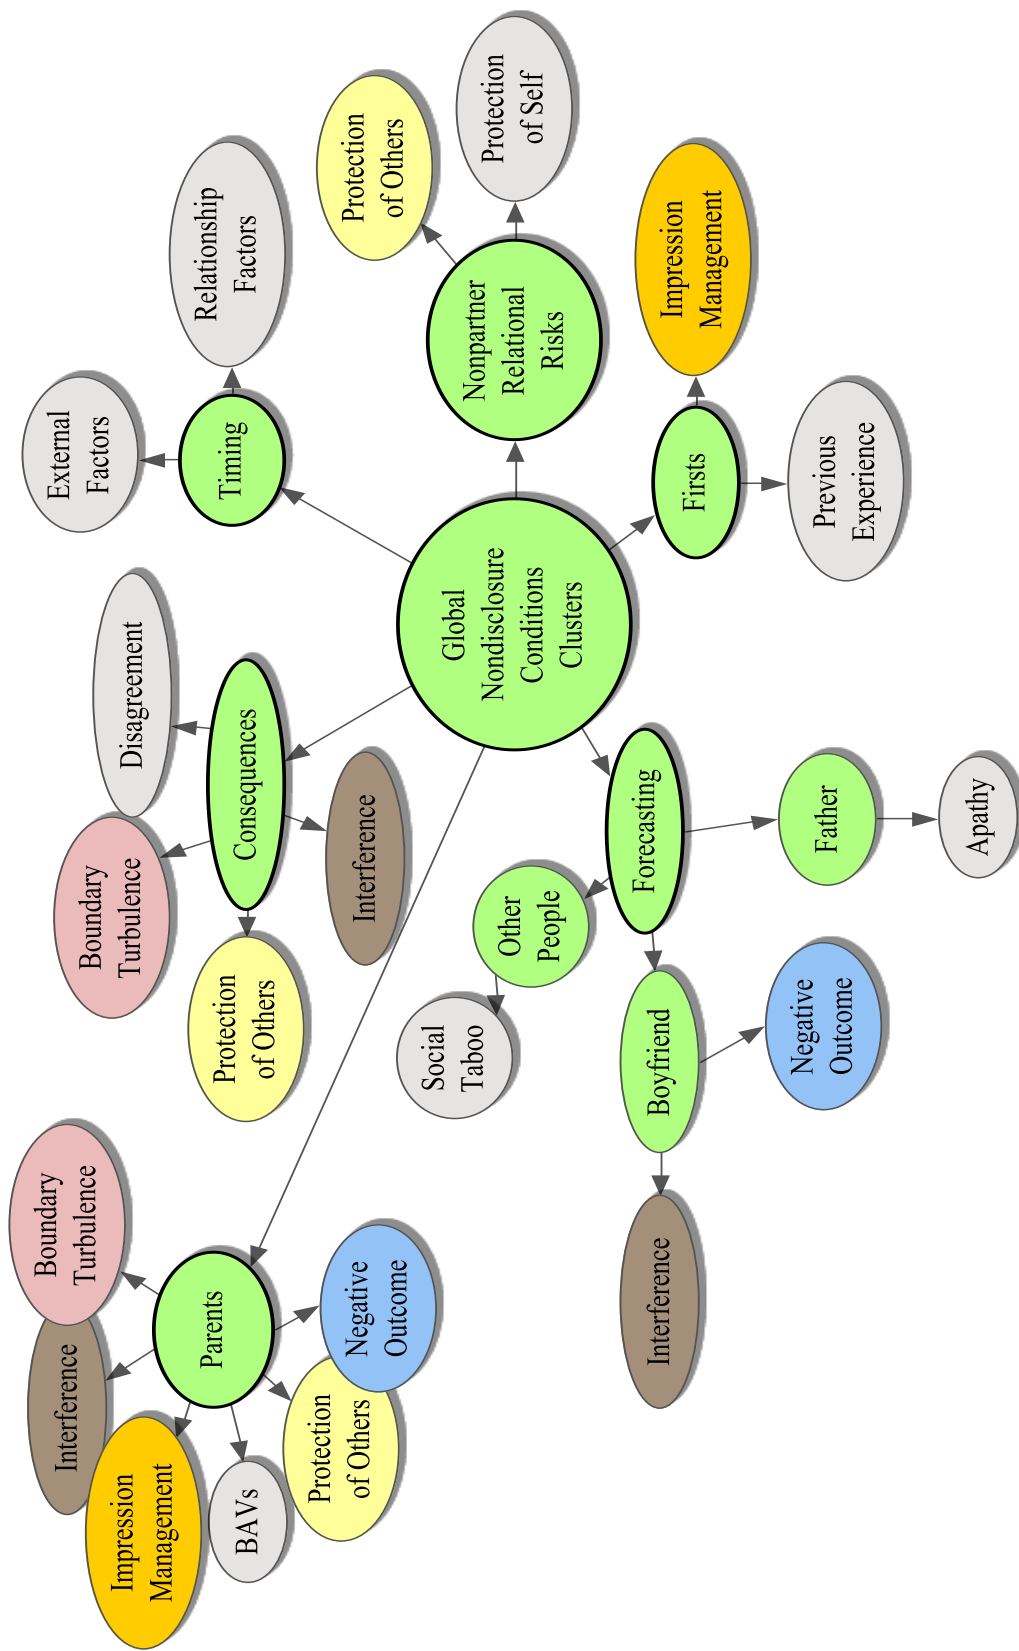 Boundary
Turbulence
Interference
Impression
Management
BAVs
Parents
Protection
of Others
Negative
Outcome
Boundary
Turbulence
Disagreement
Consequences
Protection
of Others
Interference
External
Factors
Relationship
Factors
Timing
Global
Nondisclosure
Conditions
Clusters
Protection
of Others
Protection
of Self
Nonpartner
Relational
Risks
Impression
Management
Firsts
Previous
Experience
Forecasting
Other
People
Social
Taboo
Boyfriend
Interference
Negative
Outcome
Father
Apathy